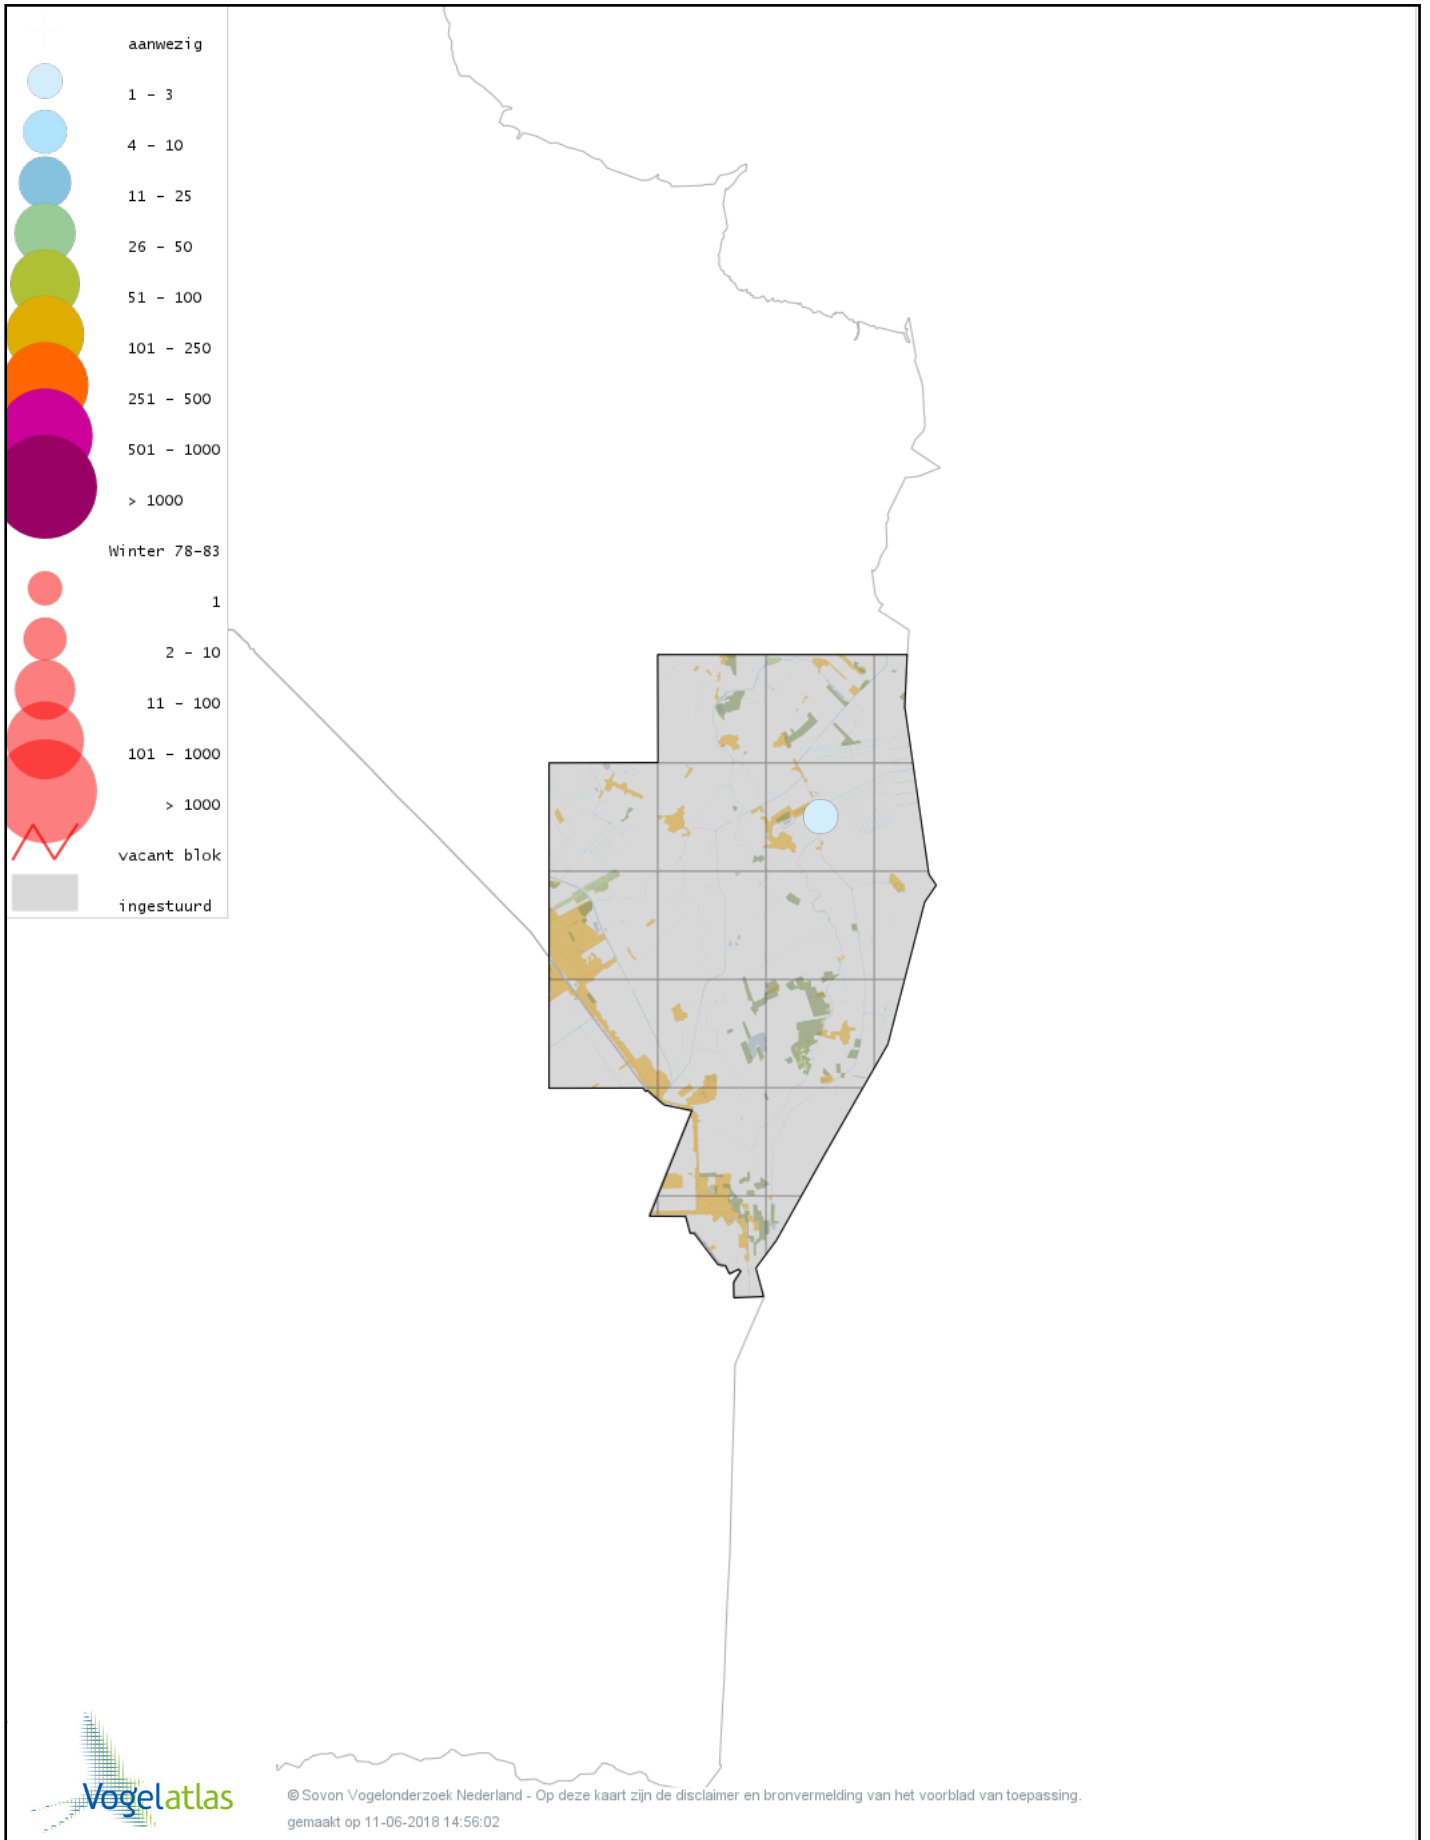 aanwezig
1 - 3
4 - 10
11 - 25
26 - 50
51 - 100
101 - 250
251 - 500
501 - 1000
> 1000
Winter 78-83
1
2 - 10
11 - 100
101 - 1000
> 1000
vacant blok
ingestuurd
Vogelatlas
© Sovon Vogelonderzoek Nederland - Op deze kaart zijn de disclaimer en bronvermelding van het voorblad van toepassing.
gemaakt op 11-06-2018 14:56:02